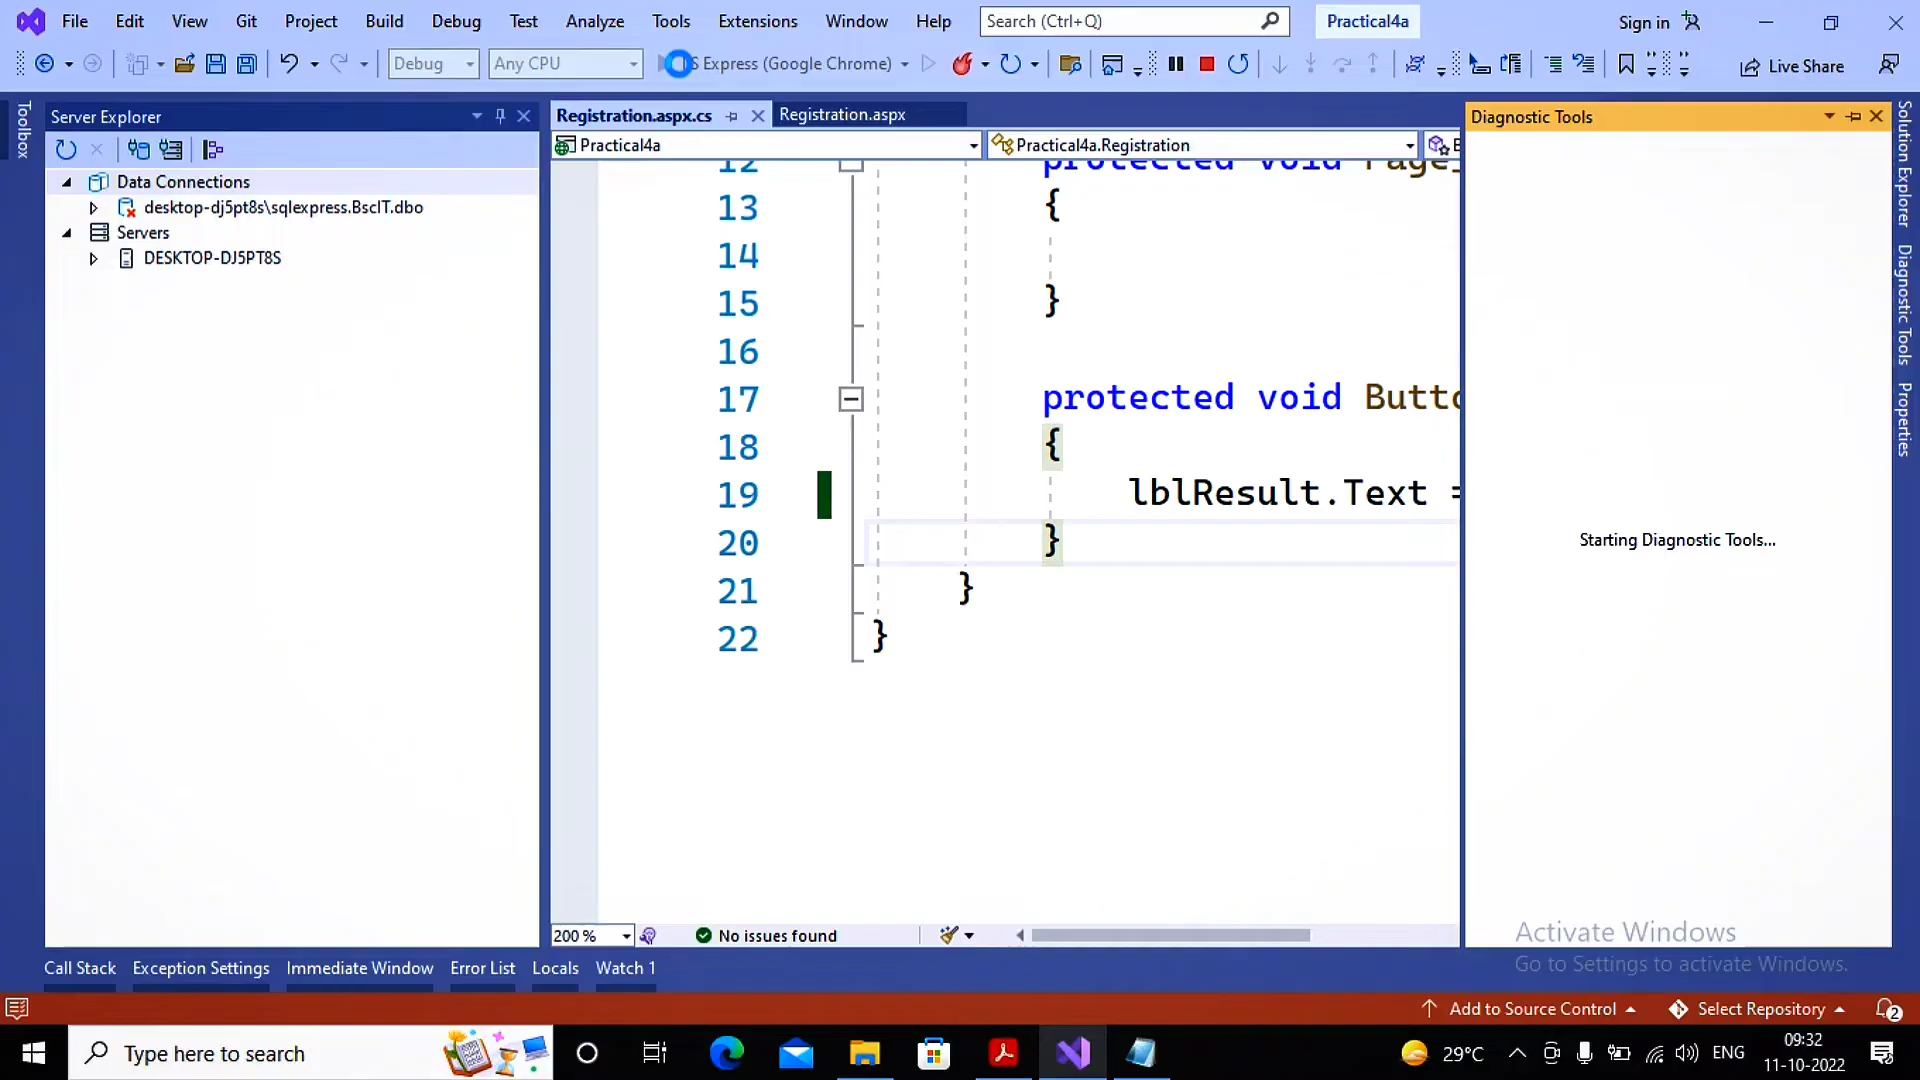 File Edit View Git Project Build Debug Test Analyze Tools Extensions Window Help Search (Ctrl+Q) Practical4a Sign in
Debug Any CPU S Express (Google Chrome) Live Share
Toolbox
Server Explorer
Data Connections
desktop-dj5pt8s\sqlexpress.BscIT.dbo
Servers
DESKTOP-DJ5PT8S
Registration.aspx.cs Registration.aspx
Practical4a Practical4a.Registration
12 protected void Page_
13 {
14
15 }
16
17 protected void Butto
18 {
19 lblResult.Text =
20 }
21 }
22 }
200 % No issues found
Diagnostic Tools
Starting Diagnostic Tools...
Solution Explorer
Diagnostic Tools
Properties
Activate Windows
Go to Settings to activate Windows.
Call Stack Exception Settings Immediate Window Error List Locals Watch 1
Add to Source Control Select Repository 2
Type here to search 29°C ENG 09:32
11-10-2022